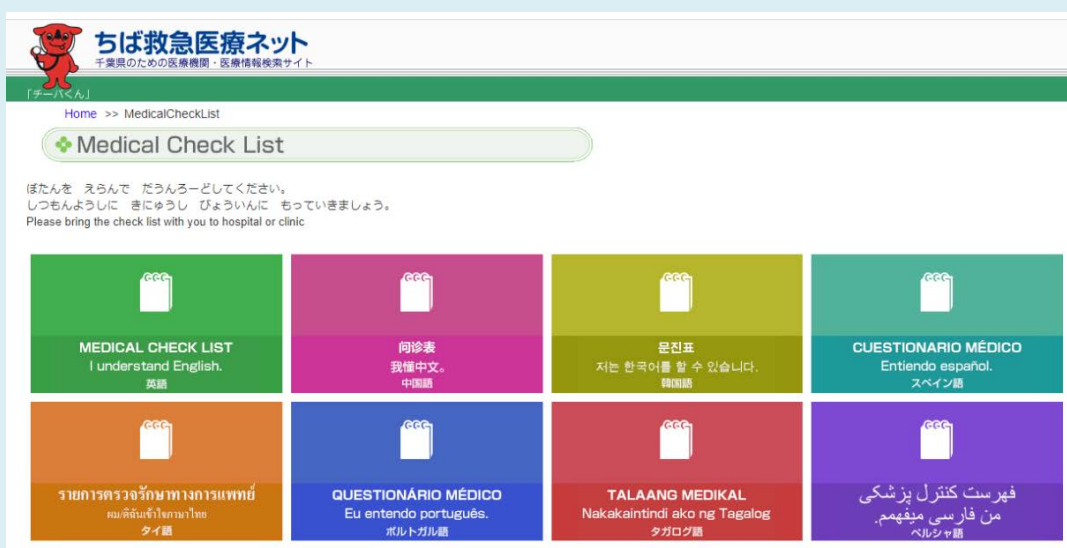 ちば救急医療ネット
千葉県のための医療機関・医療情報検索サイト
「チーバくん」
Home >> MedicalCheckList
Medical Check List
ぼたんを えらんで だうんろーどしてください。
しつもんようしに きにゅうし びょういんに もっていきましょう。
Please bring the check list with you to hospital or clinic
MEDICAL CHECK LIST
I understand English.
英語
问诊表
我懂中文。
中国語
문진표
저는 한국어를 할 수 있습니다.
韓国語
CUESTIONARIO MÉDICO
Entiendo español.
スペイン語
รายการตรวจรักษาทางการแพทย์
ผม/ดิฉันเข้าใจภาษาไทย
タイ語
QUESTIONÁRIO MÉDICO
Eu entendo português.
ポルトガル語
TALAANG MEDIKAL
Nakakaintindi ako ng Tagalog
タガログ語
فهرست کنترل پزشکی
من فارسی میفهمم.
ペルシャ語